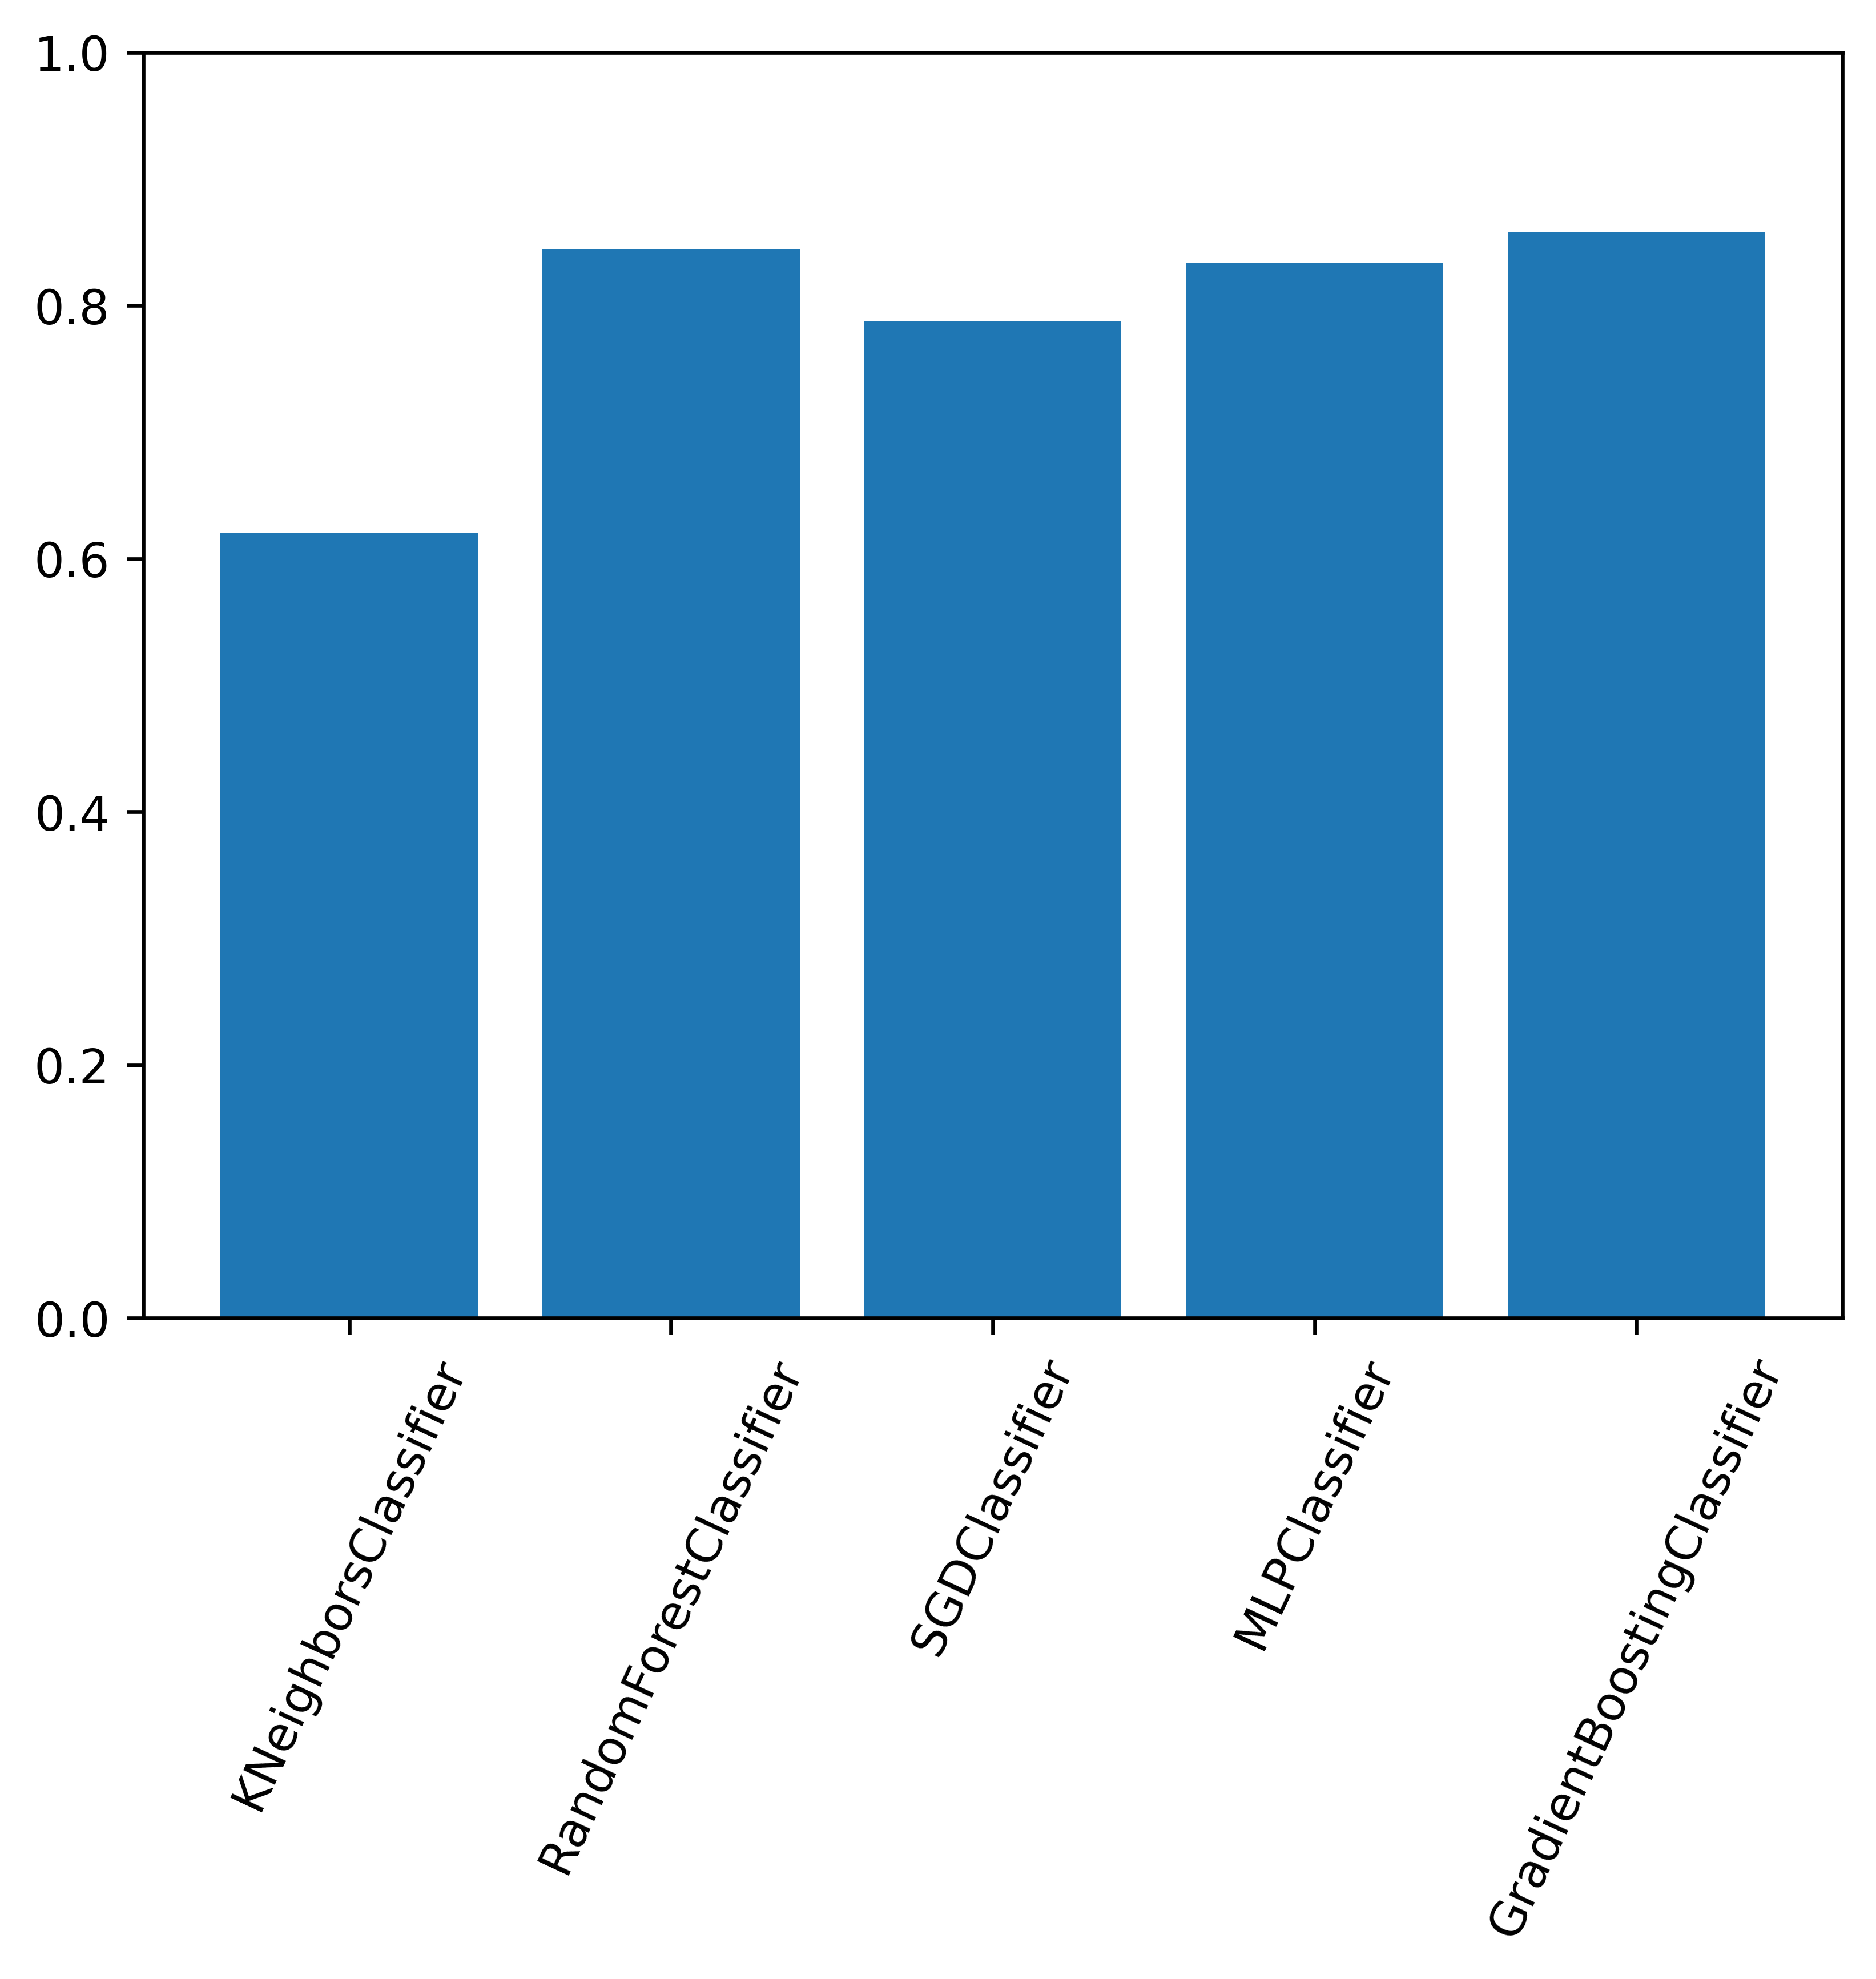 1.0
0.8
0.6
0.4
0.2
0.0
KNeighborsClassifier
RandomForestClassifier
SGDClassifier
MLPClassifier
GradientBoostingClassifier